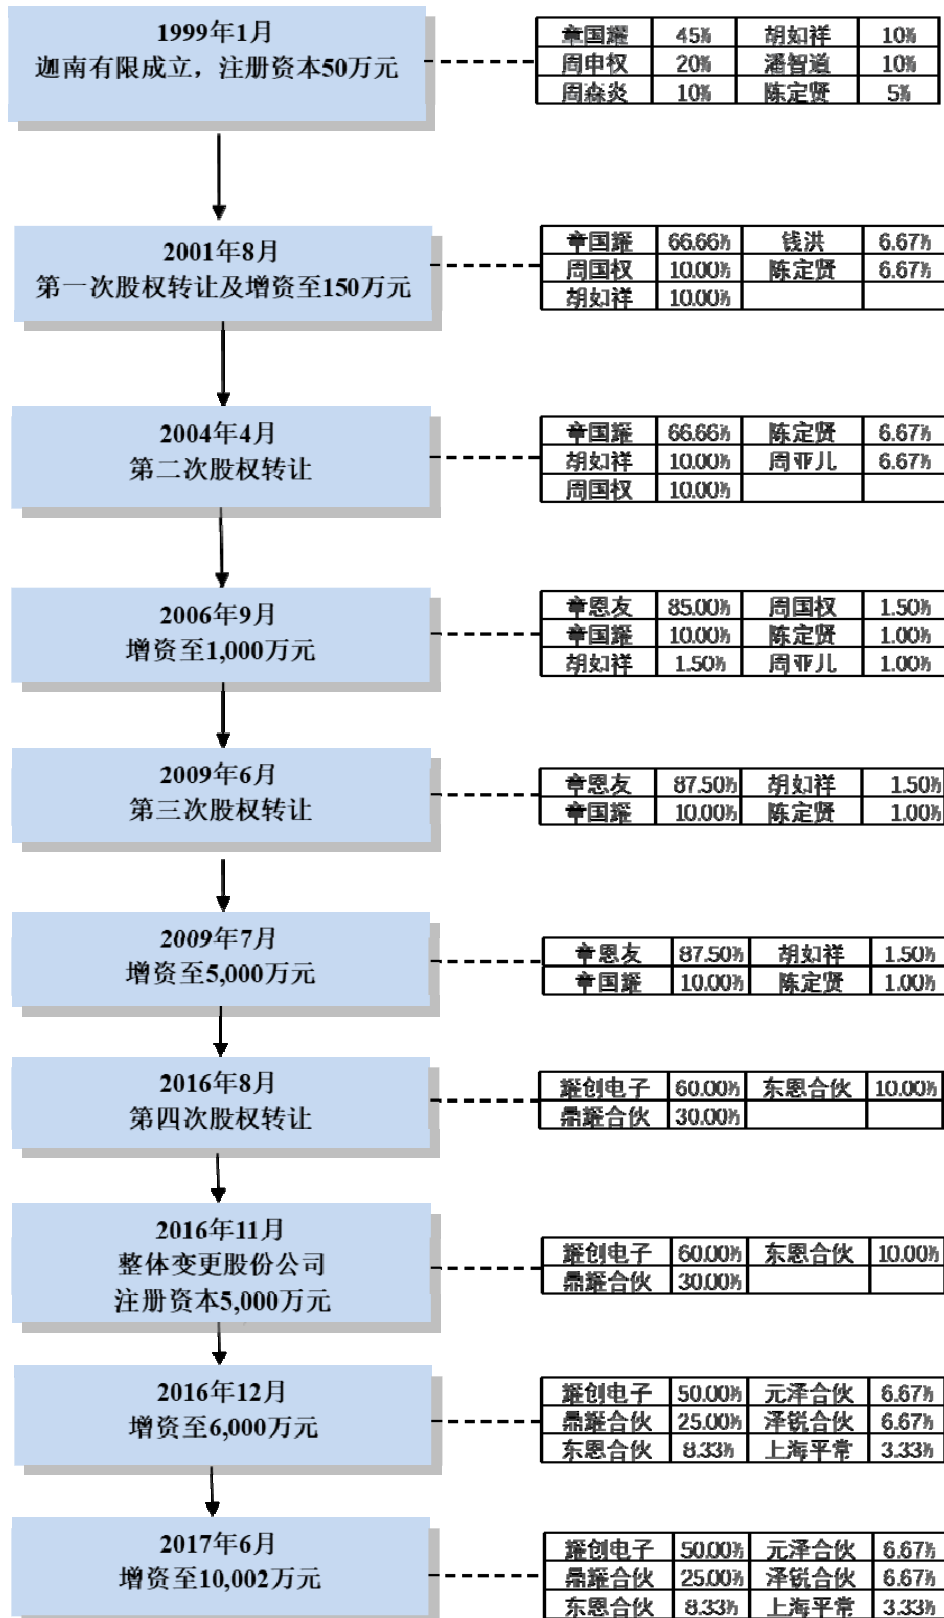 1999年1月
迦南有限成立，注册资本50万元
章国耀 45% 胡如祥 10%
周申权 20% 潘智道 10%
周森炎 10% 陈定贤 5%
2001年8月
第一次股权转让及增资至150万元
章国耀 66.66% 钱洪 6.67%
周国权 10.00% 陈定贤 6.67%
胡如祥 10.00%
2004年4月
第二次股权转让
章国耀 66.66% 陈定贤 6.67%
胡如祥 10.00% 周亚儿 6.67%
周国权 10.00%
2006年9月
增资至1,000万元
章恩友 85.00% 周国权 1.50%
章国耀 10.00% 陈定贤 1.00%
胡如祥 1.50% 周亚儿 1.00%
2009年6月
第三次股权转让
章恩友 87.50% 胡如祥 1.50%
章国耀 10.00% 陈定贤 1.00%
2009年7月
增资至5,000万元
章恩友 87.50% 胡如祥 1.50%
章国耀 10.00% 陈定贤 1.00%
2016年8月
第四次股权转让
耀创电子 60.00% 东恩合伙 10.00%
鼎耀合伙 30.00%
2016年11月
整体变更股份公司
注册资本5,000万元
耀创电子 60.00% 东恩合伙 10.00%
鼎耀合伙 30.00%
2016年12月
增资至6,000万元
耀创电子 50.00% 元泽合伙 6.67%
鼎耀合伙 25.00% 泽锐合伙 6.67%
东恩合伙 8.33% 上海平常 3.33%
2017年6月
增资至10,002万元
耀创电子 50.00% 元泽合伙 6.67%
鼎耀合伙 25.00% 泽锐合伙 6.67%
东恩合伙 8.33% 上海平常 3.33%